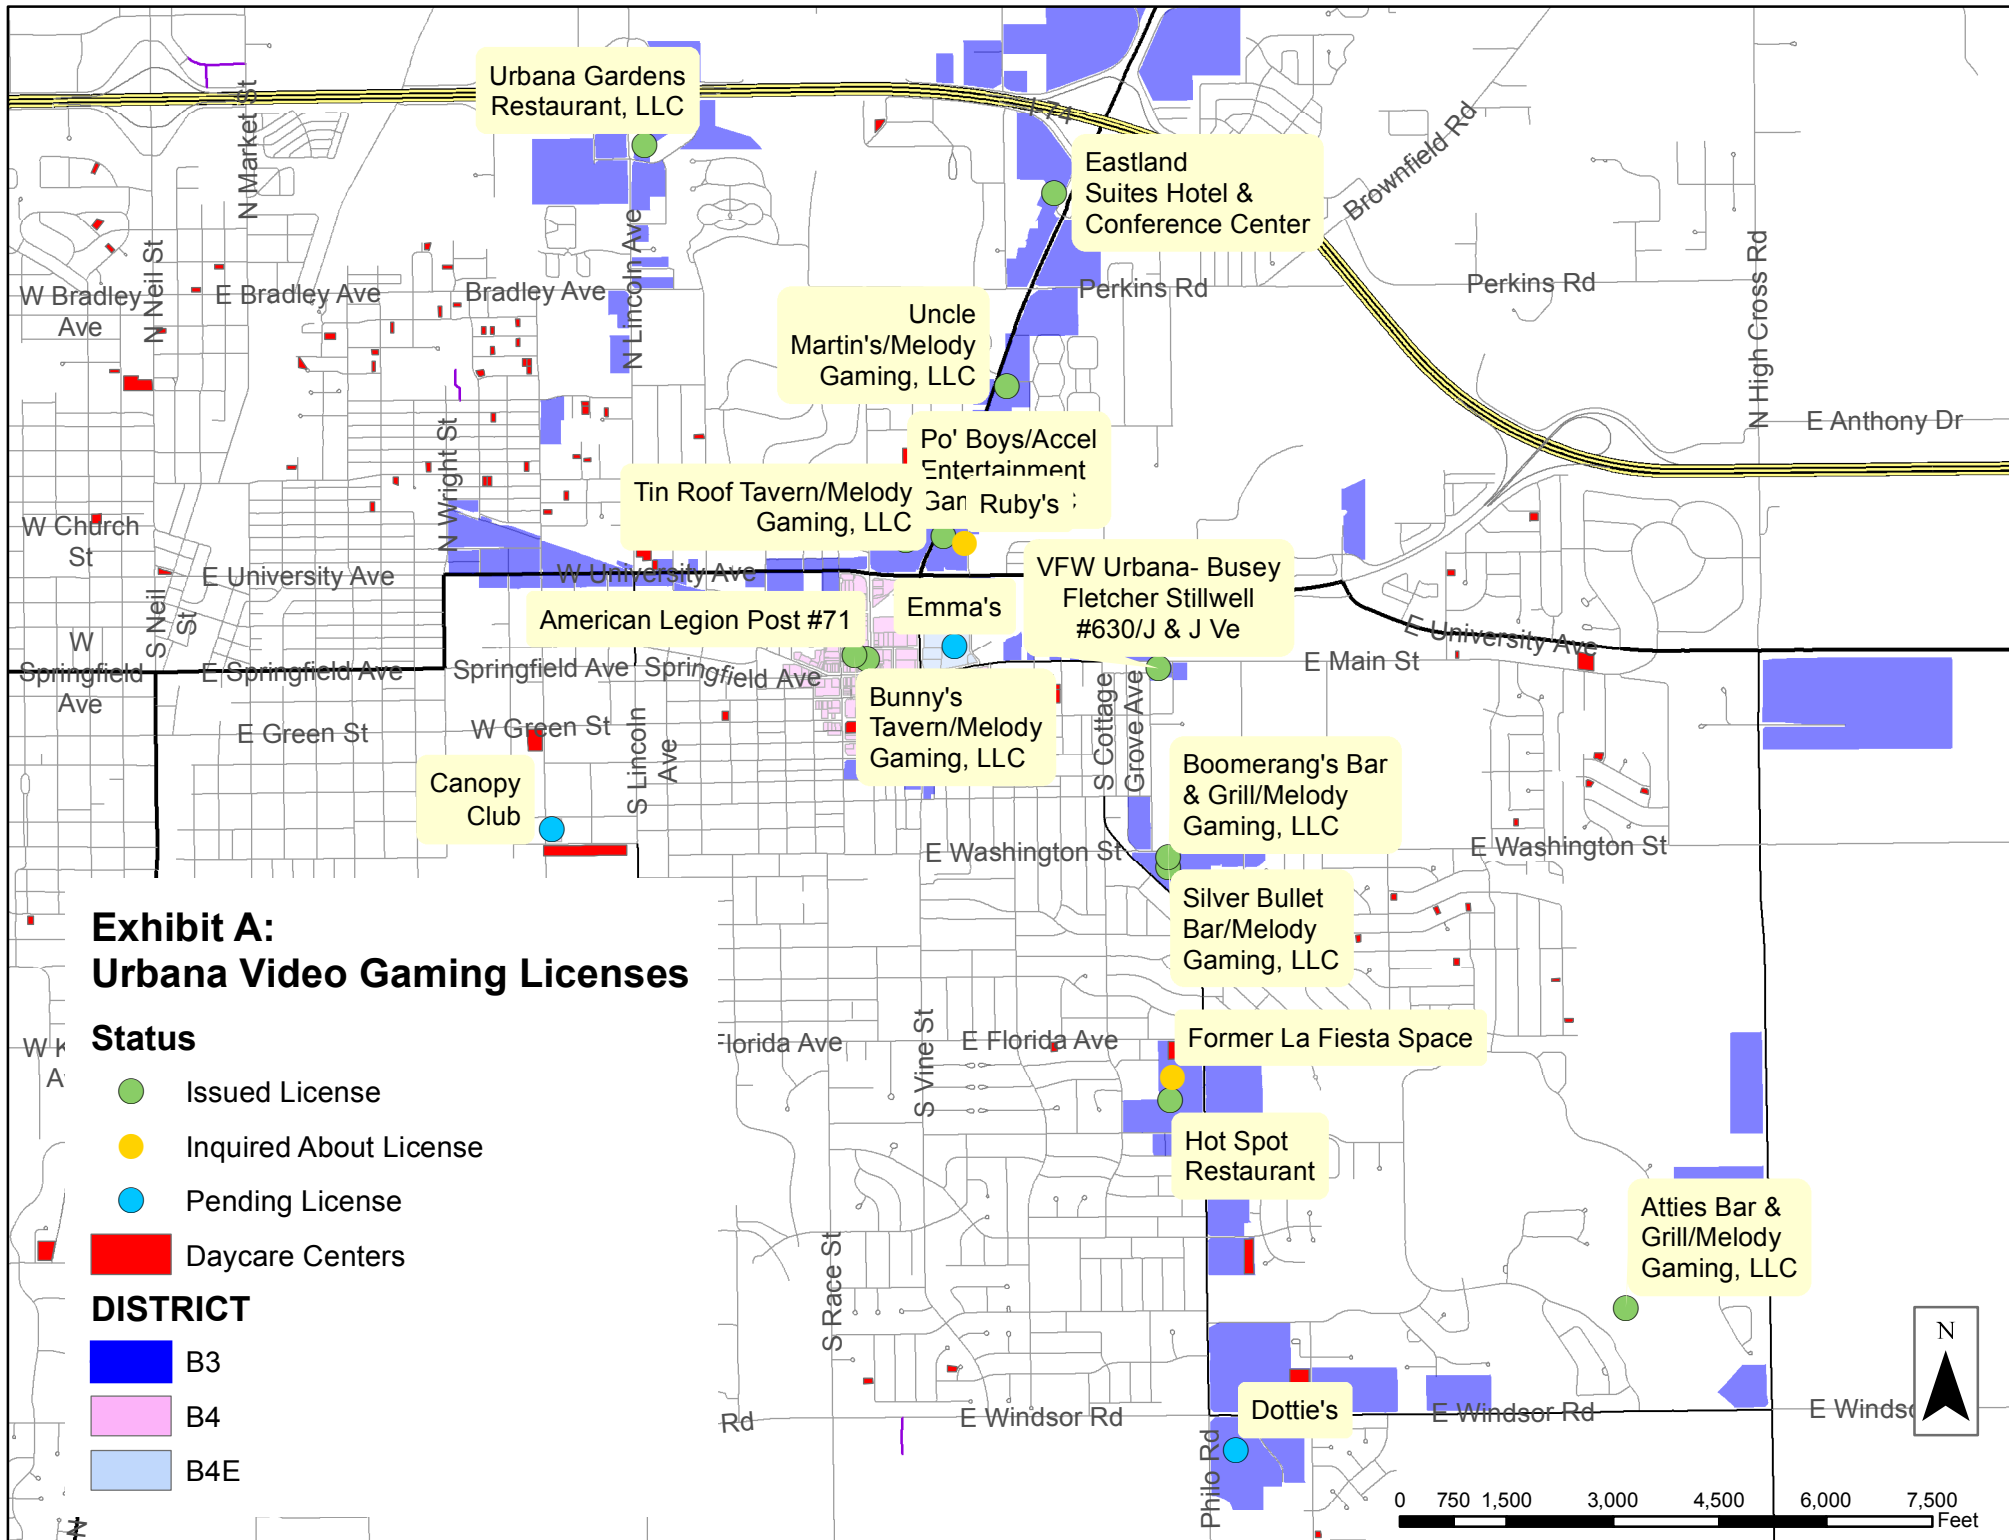 Urbana Gardens
Restaurant, LLC
I-74
N Market St
Brownfield Rd
Eastland
Suites Hotel &
Conference Center
N Neil St
N Lincoln Ave
N High Cross Rd
W Bradley
Ave
E Bradley Ave
Bradley Ave
Perkins Rd
Perkins Rd
Uncle
Martin's/Melody
Gaming, LLC
E Anthony Dr
N Wright St
Po' Boys/Accel
Entertainment
Gam
Ruby's
Tin Roof Tavern/Melody
Gaming, LLC
W Church
St
E University Ave
W University Ave
VFW Urbana- Busey
Fletcher Stillwell
#630/J & J Ve
American Legion Post #71
Emma's
S Neil
St
E University Ave
W
Springfield
Ave
E Springfield Ave
Springfield Ave
Springfield Ave
E Main St
Bunny's
Tavern/Melody
Gaming, LLC
S Cottage
Grove Ave
E Green St
W Green St
S Lincoln
Ave
Canopy
Club
Boomerang's Bar
& Grill/Melody
Gaming, LLC
E Washington St
E Washington St
Silver Bullet
Bar/Melody
Gaming, LLC
Exhibit A:
Urbana Video Gaming Licenses
Status
Issued License
Inquired About License
Pending License
Daycare Centers
DISTRICT
B3
B4
B4E
W K
A
Florida Ave
S Vine St
E Florida Ave
Former La Fiesta Space
Hot Spot
Restaurant
Atties Bar &
Grill/Melody
Gaming, LLC
S Race St
N
Rd
E Windsor Rd
Dottie's
E Windsor Rd
E Winds
Philo Rd
0 750 1,500 3,000 4,500 6,000 7,500
Feet
N